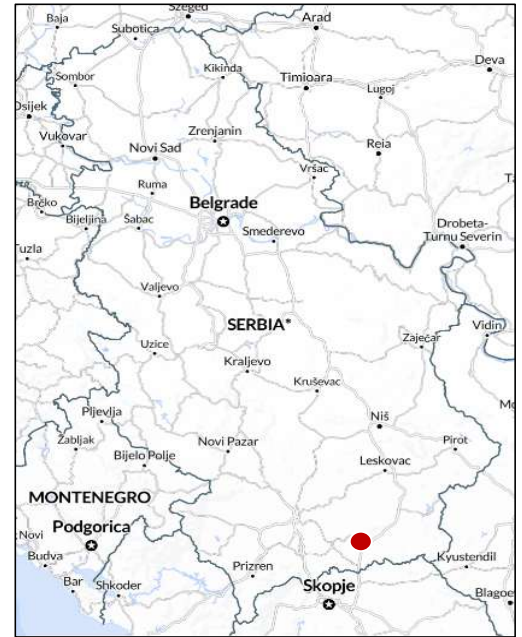 Szeged
Baja
Arad
Subotica
Deva
Kikinda
Sombor
Timioara
Lugoj
Osijek
Zrenjanin
Vukovar
Reia
Novi Sad
Vršac
Ruma
Belgrade
Brčko
Bijeljina
Šabac
Smederevo
Drobeta-
Turnu Severin
Tuzla
Valjevo
SERBIA*
Vidin
Zaječar
Uzice
Kraljevo
Kruševac
Pljevlja
Niš
Žabljak
Novi Pazar
Pirot
Bijelo Polje
Leskovac
MONTENEGRO
Podgorica
Novi
Budva
Kyustendil
Prizren
Bar
Shkoder
Skopje
Blagoe